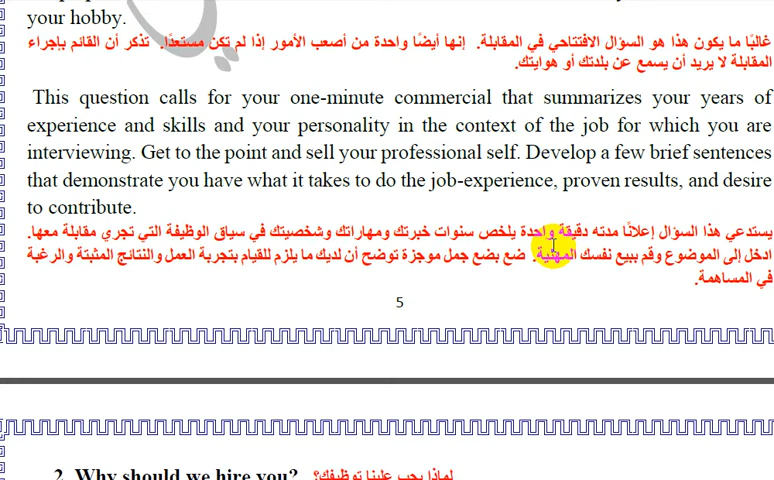 your hobby.
غالبًا ما يكون هذا هو السؤال الافتتاحي في المقابلة. إنها أيضًا واحدة من أصعب الأمور إذا لم تكن مستعدًا. تذكر أن القائم بإجراء
المقابلة لا يريد أن يسمع عن بلدتك أو هوايتك.
This question calls for your one-minute commercial that summarizes your years of
experience and skills and your personality in the context of the job for which you are
interviewing. Get to the point and sell your professional self. Develop a few brief sentences
that demonstrate you have what it takes to do the job-experience, proven results, and desire
to contribute.
يستدعي هذا السؤال إعلانًا مدته دقيقة واحدة يلخص سنوات خبرتك ومهاراتك وشخصيتك في سياق الوظيفة التي تجري مقابلة معها.
ادخل إلى الموضوع وقم ببيع نفسك المهنية. ضع بضع جمل موجزة توضح أن لديك ما يلزم للقيام بتجربة العمل والنتائج المثبتة والرغبة
في المساهمة.
5
2. Why should we hire you? لماذا يجب علينا توظيفك؟